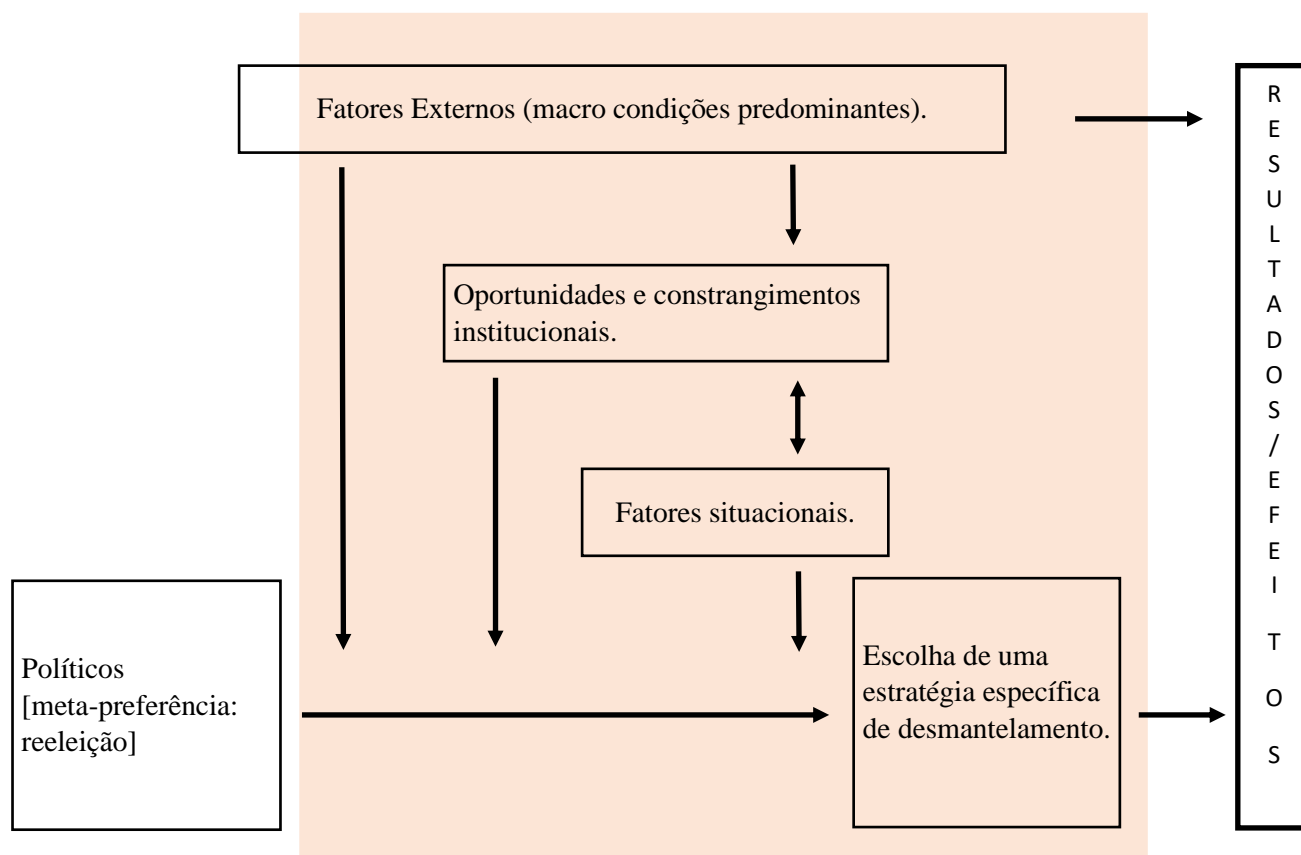 Fatores Externos (macro condições predominantes).
Oportunidades e constrangimentos
institucionais.
Fatores situacionais.
Políticos
[meta-preferência:
reeleição]
Escolha de uma
estratégia específica
de desmantelamento.
R
E
S
U
L
T
A
D
O
S
/
E
F
E
I
T
O
S